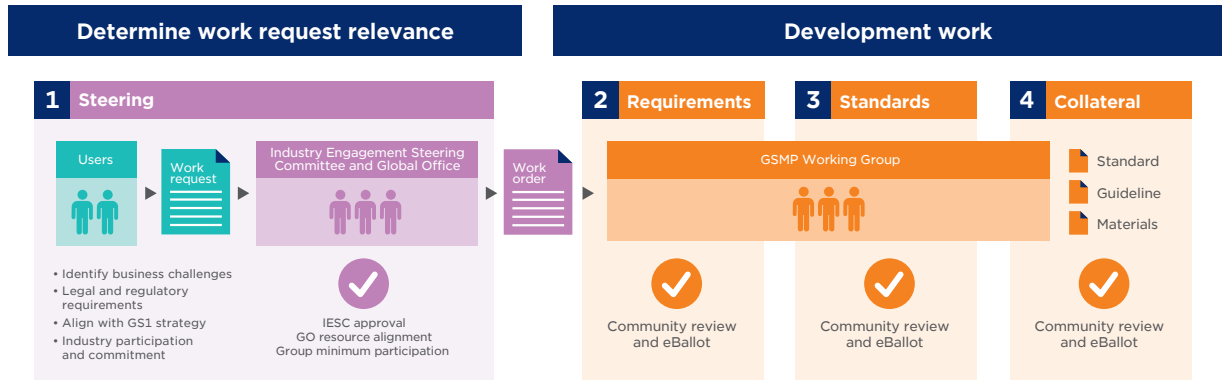 Determine work request relevance
Development work
1 Steering
Users
Work
request
Industry Engagement Steering
Committee and Global Office
Work
order
• Identify business challenges
• Legal and regulatory
requirements
• Align with GS1 strategy
• Industry participation
and commitment
IESC approval
GO resource alignment
Group minimum participation
2 Requirements
3 Standards
4 Collateral
GSMP Working Group
Standard
Guideline
Materials
Community review
and eBallot
Community review
and eBallot
Community review
and eBallot